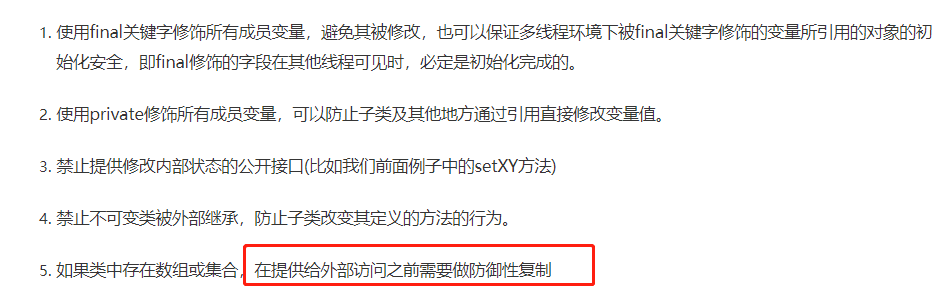 1. 使用final关键字修饰所有成员变量，避免其被修改，也可以保证多线程环境下被final关键字修饰的变量所引用的对象的初
始化安全，即final修饰的字段在其他线程可见时，必定是初始化完成的。
2. 使用private修饰所有成员变量，可以防止子类及其他地方通过引用直接修改变量值。
3. 禁止提供修改内部状态的公开接口(比如我们前面例子中的setXY方法)
4. 禁止不可变类被外部继承，防止子类改变其定义的方法的行为。
5. 如果类中存在数组或集合，在提供给外部访问之前需要做防御性复制